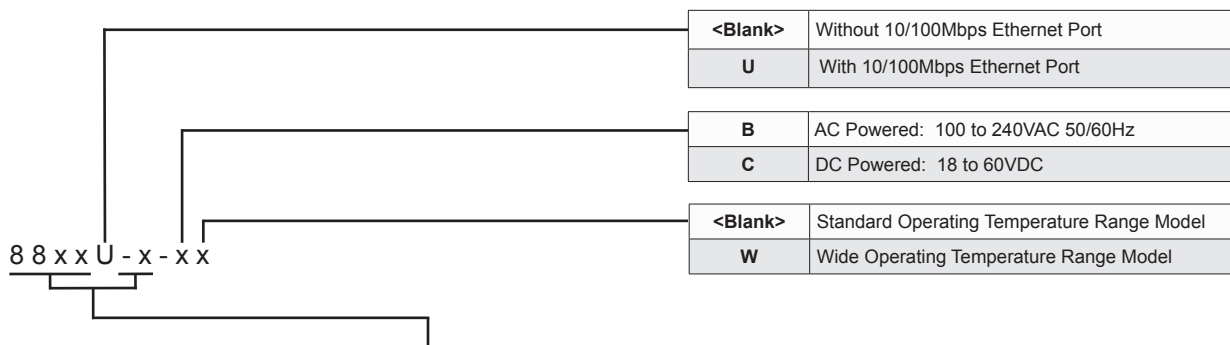 <Blank> Without 10/100Mbps Ethernet Port
U With 10/100Mbps Ethernet Port
B AC Powered: 100 to 240VAC 50/60Hz
C DC Powered: 18 to 60VDC
<Blank> Standard Operating Temperature Range Model
W Wide Operating Temperature Range Model
8 8 x x U - x - x x